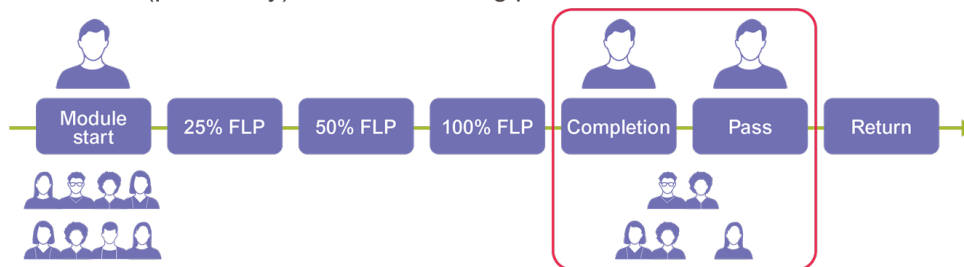 Module
start
25% FLP
50% FLP
100% FLP
Completion
Pass
Return